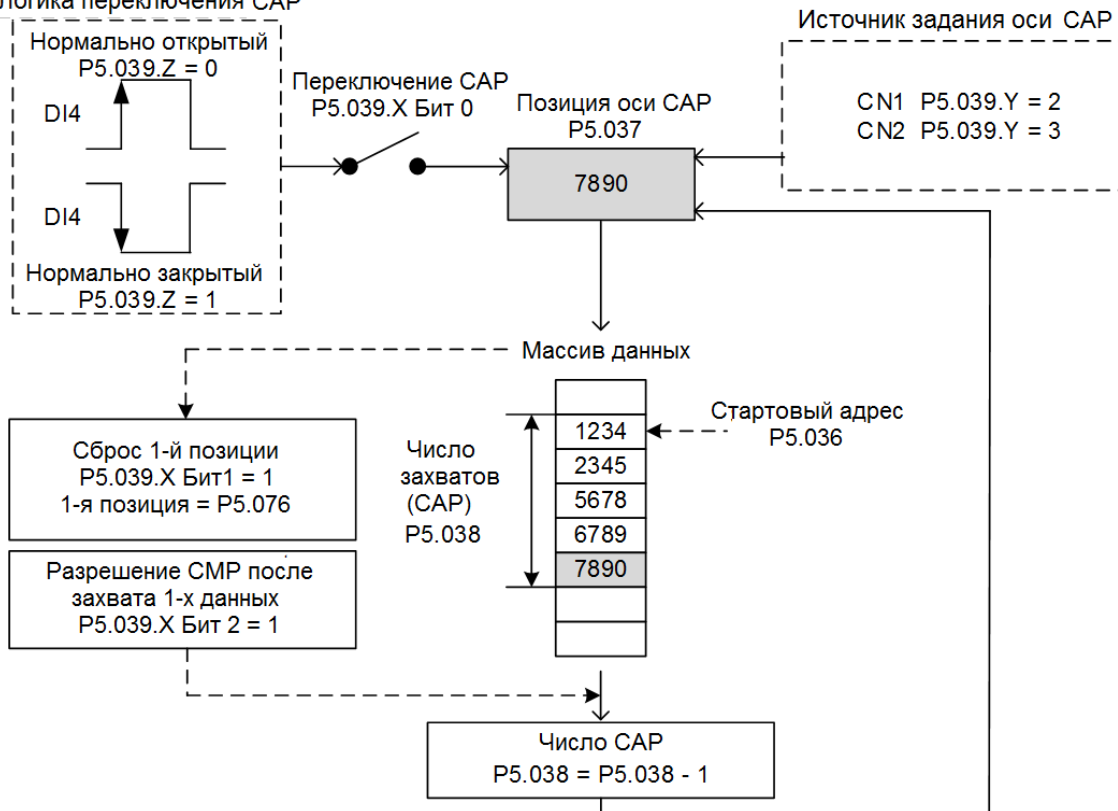 Логика переключения CAP
Нормально открытый
P5.039.Z = 0
DI4
DI4
Нормально закрытый
P5.039.Z = 1
Переключение CAP
P5.039.X Бит 0
Позиция оси CAP
P5.037
7890
Источник задания оси CAP
CN1 P5.039.Y = 2
CN2 P5.039.Y = 3
Массив данных
Сброс 1-й позиции
P5.039.X Бит1 = 1
1-я позиция = P5.076
Разрешение CMP после
захвата 1-х данных
P5.039.X Бит 2 = 1
Число
захватов
(CAP)
P5.038
1234
2345
5678
6789
7890
Стартовый адрес
P5.036
Число CAP
P5.038 = P5.038 - 1